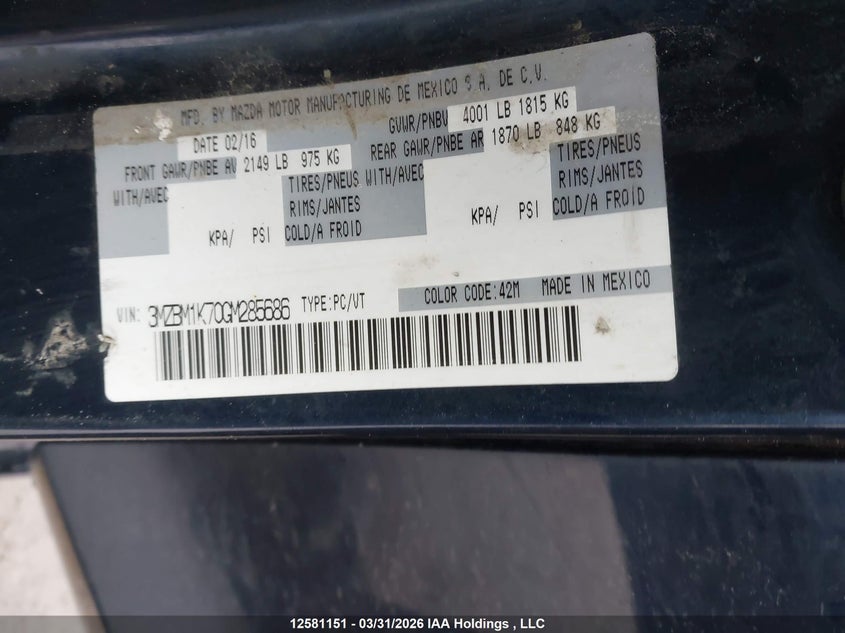 MFD. BY MAZDA MOTOR MANUFACTURING DE MEXICO S.A. DE C.V.
DATE 02/16 GVWR/PNBV 4001 LB 1815 KG
FRONT GAWR/PNBE AV 2149 LB 975 KG REAR GAWR/PNBE AR 1870 LB 848 KG
WITH/AVEC TIRES/PNEUS WITH/AVEC TIRES/PNEUS
RIMS/JANTES RIMS/JANTES
KPA/ PSI COLD/A FROID KPA/ PSI COLD/A FROID
VIN: 3MZBM1K70GM285686 TYPE:PC/VT COLOR CODE:42M MADE IN MEXICO
12581151 - 03/31/2026 IAA Holdings , LLC